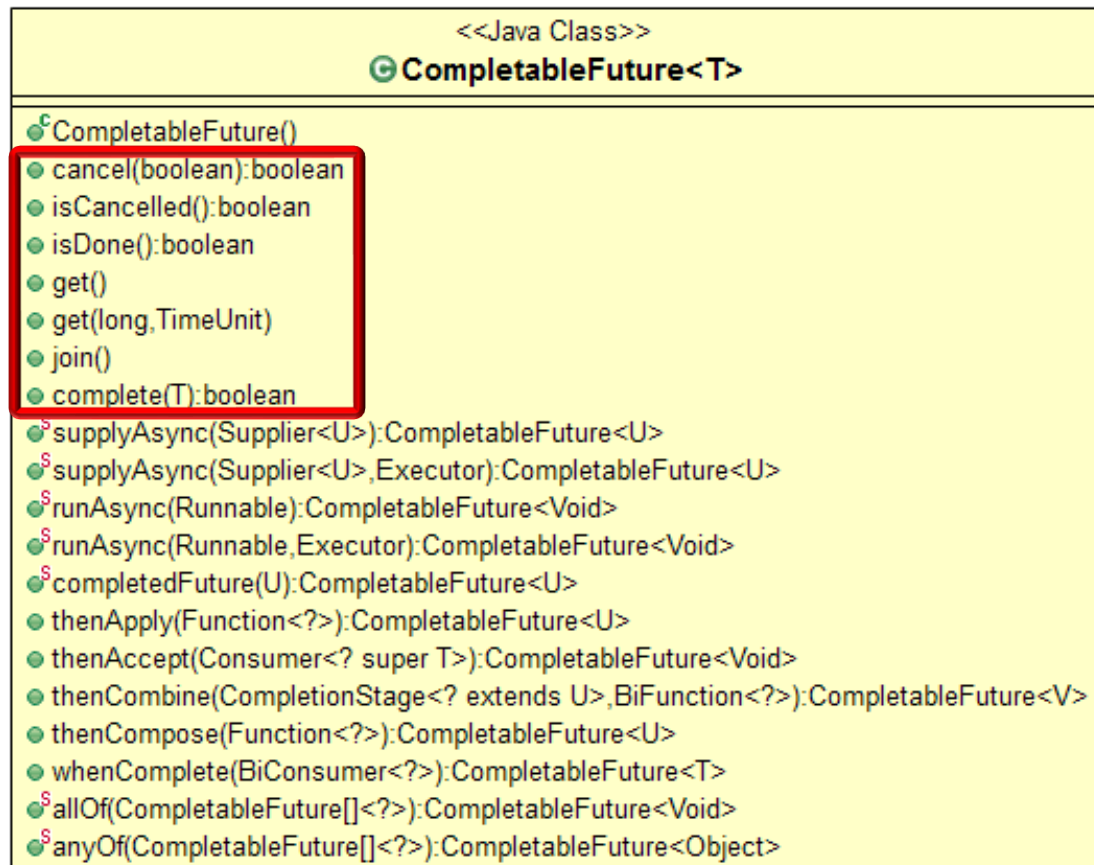 <<Java Class>>
CompletableFuture<T>
CompletableFuture()
cancel(boolean):boolean
isCancelled():boolean
isDone():boolean
get()
get(long,TimeUnit)
join()
complete(T):boolean
supplyAsync(Supplier<U>):CompletableFuture<U>
supplyAsync(Supplier<U>,Executor):CompletableFuture<U>
runAsync(Runnable):CompletableFuture<Void>
runAsync(Runnable,Executor):CompletableFuture<Void>
completedFuture(U):CompletableFuture<U>
thenApply(Function<?>):CompletableFuture<U>
thenAccept(Consumer<? super T>):CompletableFuture<Void>
thenCombine(CompletionStage<? extends U>,BiFunction<?>):CompletableFuture<V>
thenCompose(Function<?>):CompletableFuture<U>
whenComplete(BiConsumer<?>):CompletableFuture<T>
allOf(CompletableFuture[]<?>):CompletableFuture<Void>
anyOf(CompletableFuture[]<?>):CompletableFuture<Object>